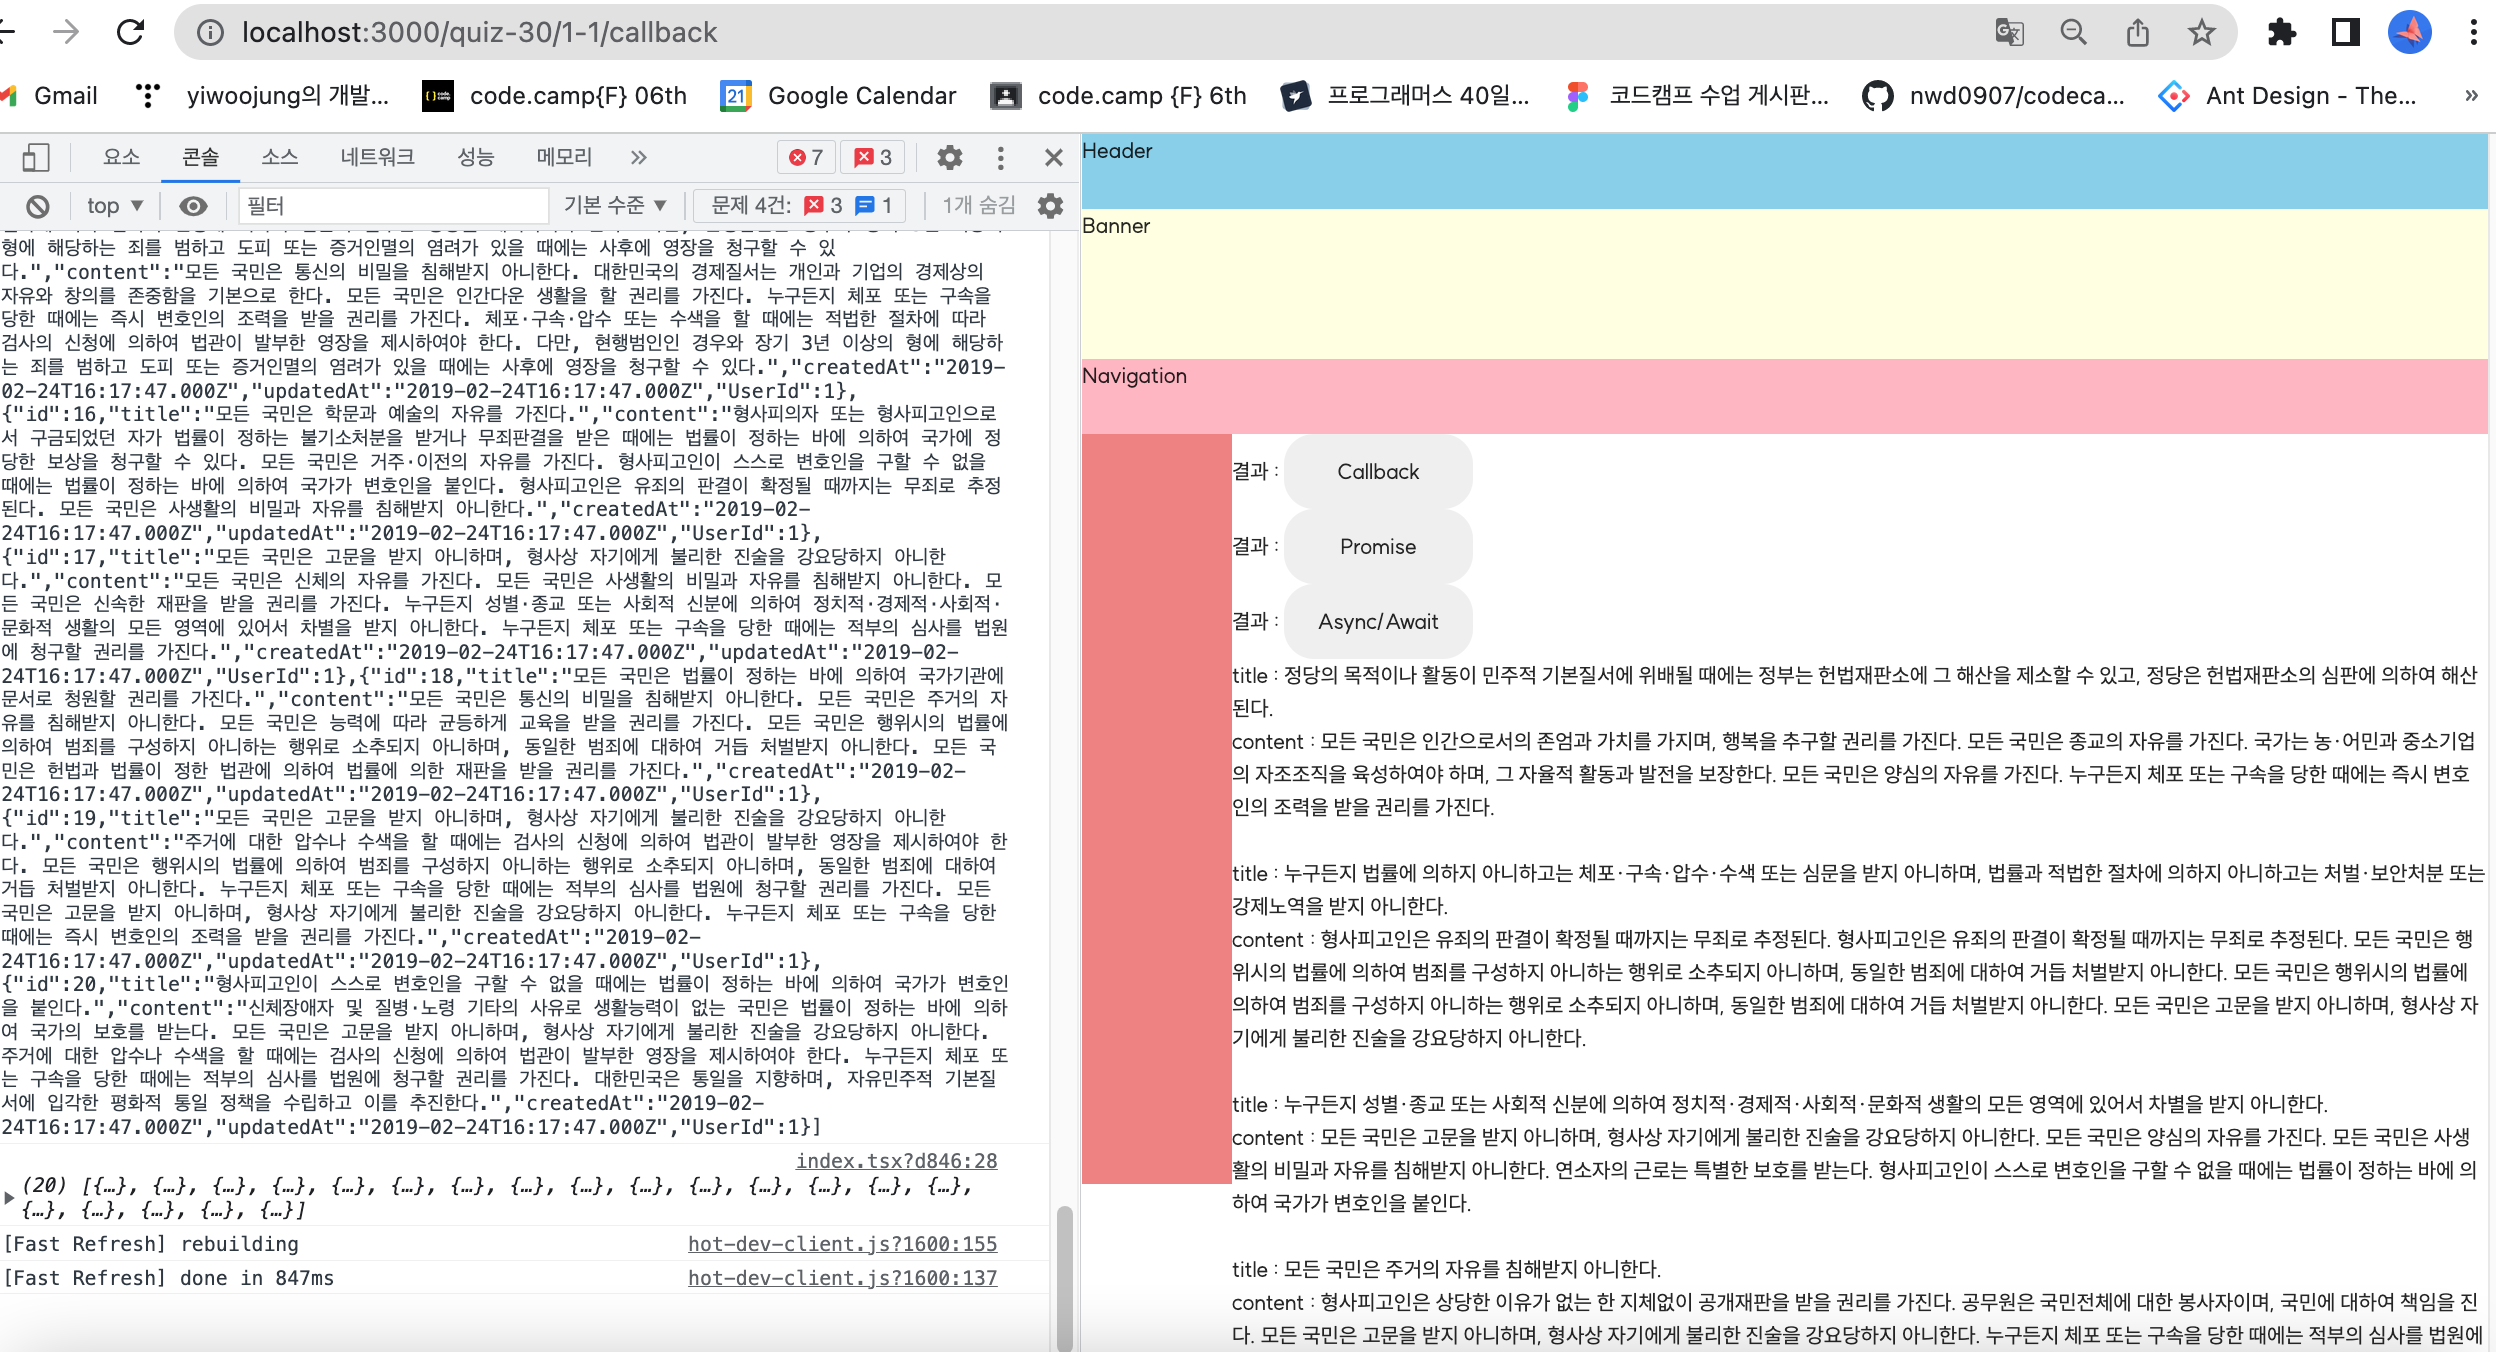 localhost:3000/quiz-30/1-1/callback
Gmail
yiwoojung의 개발...
code.camp{F} 06th
21
Google Calendar
code.camp {F} 6th
프로그래머스 40일...
코드캠프 수업 게시판...
nwd0907/codeca...
Ant Design - The...
»
요소
콘솔
소스
네트워크
성능
메모리
7
3
top
필터
기본 수준
문제 4건:
3
1
1개 숨김
형에 해당하는 죄를 범하고 도피 또는 증거인멸의 염려가 있을 때에는 사후에 영장을 청구할 수 있
다.","content":"모든 국민은 통신의 비밀을 침해받지 아니한다. 대한민국의 경제질서는 개인과 기업의 경제상의
자유와 창의를 존중함을 기본으로 한다. 모든 국민은 인간다운 생활을 할 권리를 가진다. 누구든지 체포 또는 구속을
당한 때에는 즉시 변호인의 조력을 받을 권리를 가진다. 체포·구속·압수 또는 수색을 할 때에는 적법한 절차에 따라
검사의 신청에 의하여 법관이 발부한 영장을 제시하여야 한다. 다만, 현행범인인 경우와 장기 3년 이상의 형에 해당하
는 죄를 범하고 도피 또는 증거인멸의 염려가 있을 때에는 사후에 영장을 청구할 수 있다.","createdAt":"2019-
02-24T16:17:47.000Z","updatedAt":"2019-02-24T16:17:47.000Z","UserId":1},
{"id":16,"title":"모든 국민은 학문과 예술의 자유를 가진다.","content":"형사피의자 또는 형사피고인으로
서 구금되었던 자가 법률이 정하는 불기소처분을 받거나 무죄판결을 받은 때에는 법률이 정하는 바에 의하여 국가에 정
당한 보상을 청구할 수 있다. 모든 국민은 거주·이전의 자유를 가진다. 형사피고인이 스스로 변호인을 구할 수 없을
때에는 법률이 정하는 바에 의하여 국가가 변호인을 붙인다. 형사피고인은 유죄의 판결이 확정될 때까지는 무죄로 추정
된다. 모든 국민은 사생활의 비밀과 자유를 침해받지 아니한다.","createdAt":"2019-02-
24T16:17:47.000Z","updatedAt":"2019-02-24T16:17:47.000Z","UserId":1},
{"id":17,"title":"모든 국민은 고문을 받지 아니하며, 형사상 자기에게 불리한 진술을 강요당하지 아니한
다.","content":"모든 국민은 신체의 자유를 가진다. 모든 국민은 사생활의 비밀과 자유를 침해받지 아니한다. 모
든 국민은 신속한 재판을 받을 권리를 가진다. 누구든지 성별·종교 또는 사회적 신분에 의하여 정치적·경제적·사회적·
문화적 생활의 모든 영역에 있어서 차별을 받지 아니한다. 누구든지 체포 또는 구속을 당한 때에는 적부의 심사를 법원
에 청구할 권리를 가진다.","createdAt":"2019-02-24T16:17:47.000Z","updatedAt":"2019-02-
24T16:17:47.000Z","UserId":1},{"id":18,"title":"모든 국민은 법률이 정하는 바에 의하여 국가기관에
문서로 청원할 권리를 가진다.","content":"모든 국민은 통신의 비밀을 침해받지 아니한다. 모든 국민은 주거의 자
유를 침해받지 아니한다. 모든 국민은 능력에 따라 균등하게 교육을 받을 권리를 가진다. 모든 국민은 행위시의 법률에
의하여 범죄를 구성하지 아니하는 행위로 소추되지 아니하며, 동일한 범죄에 대하여 거듭 처벌받지 아니한다. 모든 국
민은 헌법과 법률이 정한 법관에 의하여 법률에 의한 재판을 받을 권리를 가진다.","createdAt":"2019-02-
24T16:17:47.000Z","updatedAt":"2019-02-24T16:17:47.000Z","UserId":1},
{"id":19,"title":"모든 국민은 고문을 받지 아니하며, 형사상 자기에게 불리한 진술을 강요당하지 아니한
다.","content":"주거에 대한 압수나 수색을 할 때에는 검사의 신청에 의하여 법관이 발부한 영장을 제시하여야 한
다. 모든 국민은 행위시의 법률에 의하여 범죄를 구성하지 아니하는 행위로 소추되지 아니하며, 동일한 범죄에 대하여
거듭 처벌받지 아니한다. 누구든지 체포 또는 구속을 당한 때에는 적부의 심사를 법원에 청구할 권리를 가진다. 모든
국민은 고문을 받지 아니하며, 형사상 자기에게 불리한 진술을 강요당하지 아니한다. 누구든지 체포 또는 구속을 당한
때에는 즉시 변호인의 조력을 받을 권리를 가진다.","createdAt":"2019-02-
24T16:17:47.000Z","updatedAt":"2019-02-24T16:17:47.000Z","UserId":1},
{"id":20,"title":"형사피고인이 스스로 변호인을 구할 수 없을 때에는 법률이 정하는 바에 의하여 국가가 변호인
을 붙인다.","content":"신체장애자 및 질병·노령 기타의 사유로 생활능력이 없는 국민은 법률이 정하는 바에 의하
여 국가의 보호를 받는다. 모든 국민은 고문을 받지 아니하며, 형사상 자기에게 불리한 진술을 강요당하지 아니한다.
주거에 대한 압수나 수색을 할 때에는 검사의 신청에 의하여 법관이 발부한 영장을 제시하여야 한다. 누구든지 체포 또
는 구속을 당한 때에는 적부의 심사를 법원에 청구할 권리를 가진다. 대한민국은 통일을 지향하며, 자유민주적 기본질
서에 입각한 평화적 통일 정책을 수립하고 이를 추진한다.","createdAt":"2019-02-
24T16:17:47.000Z","updatedAt":"2019-02-24T16:17:47.000Z","UserId":1}]
index.tsx?d846:28
(20) [{…}, {…}, {…}, {…}, {…}, {…}, {…}, {…}, {…}, {…}, {…}, {…}, {…}, {…}, {…},
{…}, {…}, {…}, {…}, {…}]
[Fast Refresh] rebuilding
hot-dev-client.js?1600:155
[Fast Refresh] done in 847ms
hot-dev-client.js?1600:137
Header
Banner
Navigation
결과 : Callback
결과 : Promise
결과 : Async/Await
title : 정당의 목적이나 활동이 민주적 기본질서에 위배될 때에는 정부는 헌법재판소에 그 해산을 제소할 수 있고, 정당은 헌법재판소의 심판에 의하여 해산
된다.
content : 모든 국민은 인간으로서의 존엄과 가치를 가지며, 행복을 추구할 권리를 가진다. 모든 국민은 종교의 자유를 가진다. 국가는 농·어민과 중소기업
의 자조조직을 육성하여야 하며, 그 자율적 활동과 발전을 보장한다. 모든 국민은 양심의 자유를 가진다. 누구든지 체포 또는 구속을 당한 때에는 즉시 변호
인의 조력을 받을 권리를 가진다.
title : 누구든지 법률에 의하지 아니하고는 체포·구속·압수·수색 또는 심문을 받지 아니하며, 법률과 적법한 절차에 의하지 아니하고는 처벌·보안처분 또는
강제노역을 받지 아니한다.
content : 형사피고인은 유죄의 판결이 확정될 때까지는 무죄로 추정된다. 형사피고인은 유죄의 판결이 확정될 때까지는 무죄로 추정된다. 모든 국민은 행
위시의 법률에 의하여 범죄를 구성하지 아니하는 행위로 소추되지 아니하며, 동일한 범죄에 대하여 거듭 처벌받지 아니한다. 모든 국민은 행위시의 법률에
의하여 범죄를 구성하지 아니하는 행위로 소추되지 아니하며, 동일한 범죄에 대하여 거듭 처벌받지 아니한다. 모든 국민은 고문을 받지 아니하며, 형사상 자
기에게 불리한 진술을 강요당하지 아니한다.
title : 누구든지 성별·종교 또는 사회적 신분에 의하여 정치적·경제적·사회적·문화적 생활의 모든 영역에 있어서 차별을 받지 아니한다.
content : 모든 국민은 고문을 받지 아니하며, 형사상 자기에게 불리한 진술을 강요당하지 아니한다. 모든 국민은 양심의 자유를 가진다. 모든 국민은 사생
활의 비밀과 자유를 침해받지 아니한다. 연소자의 근로는 특별한 보호를 받는다. 형사피고인이 스스로 변호인을 구할 수 없을 때에는 법률이 정하는 바에 의
하여 국가가 변호인을 붙인다.
title : 모든 국민은 주거의 자유를 침해받지 아니한다.
content : 형사피고인은 상당한 이유가 없는 한 지체없이 공개재판을 받을 권리를 가진다. 공무원은 국민전체에 대한 봉사자이며, 국민에 대하여 책임을 진
다. 모든 국민은 고문을 받지 아니하며, 형사상 자기에게 불리한 진술을 강요당하지 아니한다. 누구든지 체포 또는 구속을 당한 때에는 적부의 심사를 법원에